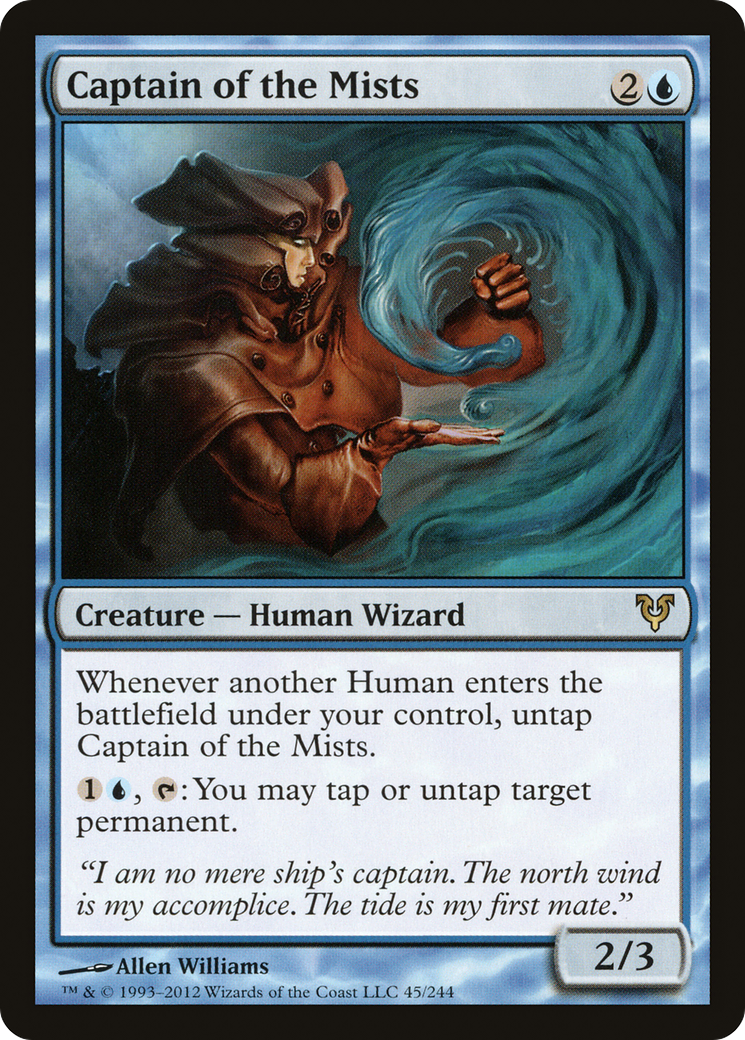 Captain of the Mists 2
Creature — Human Wizard
Whenever another Human enters the
battlefield under your control, untap
Captain of the Mists.
1 , : You may tap or untap target
permanent.
“I am no mere ship’s captain. The north wind
is my accomplice. The tide is my first mate.”
2/3
Allen Williams
™ & © 1993–2012 Wizards of the Coast LLC 45/244